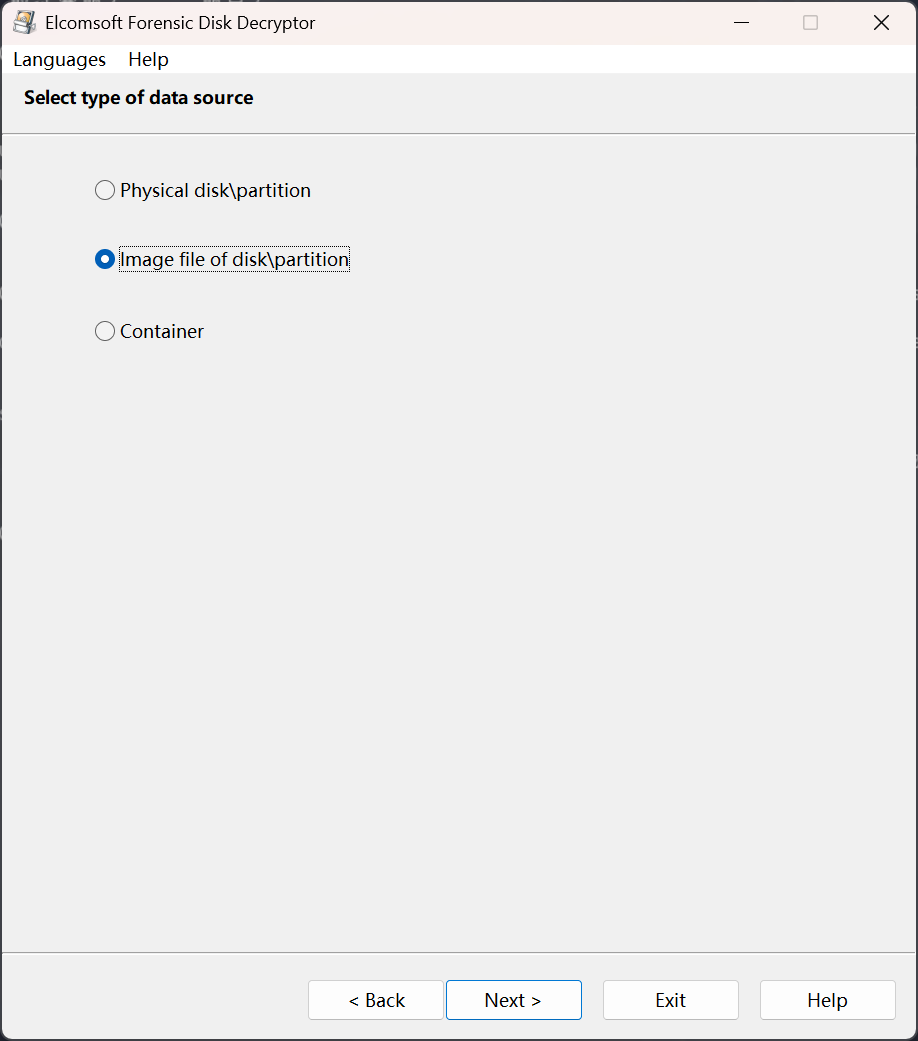 Elcomsoft Forensic Disk Decryptor
Languages Help
Select type of data source
Physical disk\partition
Image file of disk\partition
Container
< Back Next > Exit Help